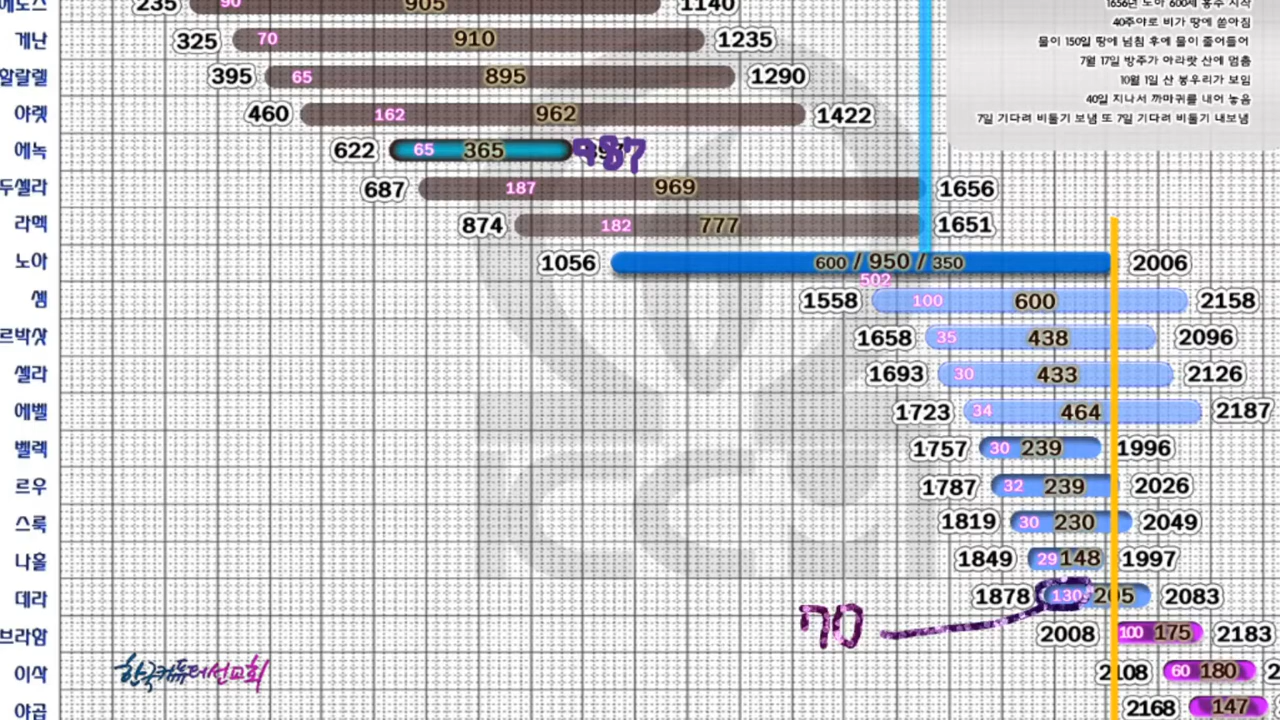 235 90 905 1140
1656년 노아 600세 홍수 시작
40주야로 비가 땅에 쏟아짐
물이 150일 땅에 넘침 후에 물이 줄어들어
7월 17일 방주가 아라랏 산에 멈춤
10월 1일 산 봉우리가 보임
40일 지나서 까마귀를 내어 놓음
7일 기다려 비둘기 보냄 또 7일 기다려 비둘기 내보냄
게난 325 70 910 1235
할랄렐 395 65 895 1290
야렛 460 162 962 1422
에녹 622 65 365 987
두셀라 687 187 969 1656
라멕 874 182 777 1651
노아 1056 600 / 950 / 350 2006
502
셈 1558 100 600 2158
르박삿 1658 35 438 2096
셀라 1693 30 433 2126
에벨 1723 34 464 2187
벨렉 1757 30 239 1996
르우 1787 32 239 2026
스룩 1819 30 230 2049
나홀 1849 29 148 1997
데라 1878 130 205 2083
70
브라함 2008 100 175 2183
이삭 2108 60 180 2
한국컴퓨터선교회
야곱 2168 147